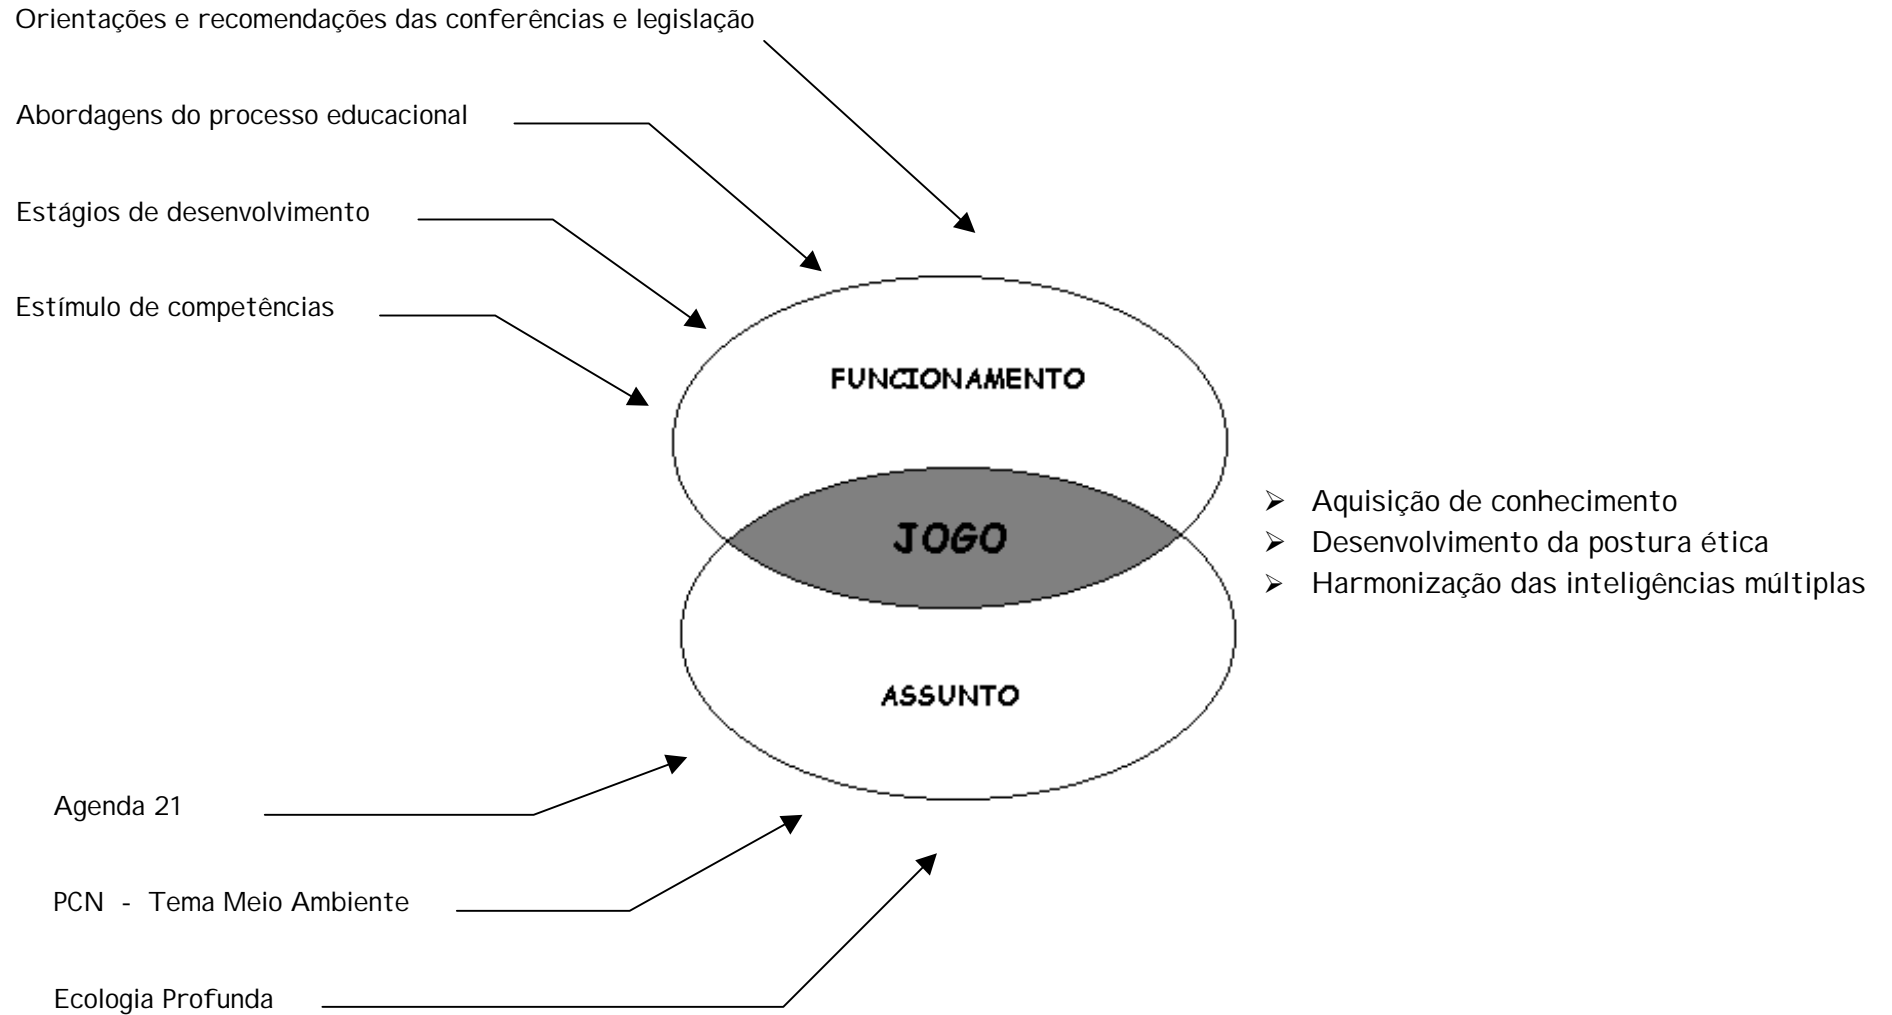 Orientações e recomendações das conferências e legislação
Abordagens do processo educacional
Estágios de desenvolvimento
Estímulo de competências
FUNCIONAMENTO
JOGO
➢ Aquisição de conhecimento
➢ Desenvolvimento da postura ética
➢ Harmonização das inteligências múltiplas
ASSUNTO
Agenda 21
PCN - Tema Meio Ambiente
Ecologia Profunda